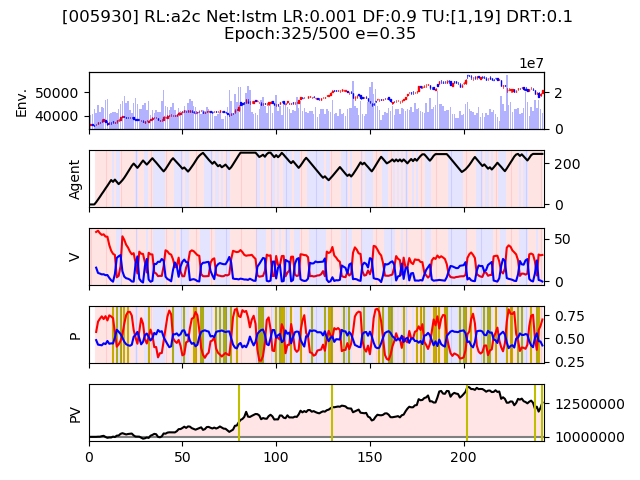 [005930] RL:a2c Net:lstm LR:0.001 DF:0.9 TU:[1,19] DRT:0.1
Epoch:325/500 e=0.35
1e7
Env.
50000
40000
2
0
Agent
200
0
V
50
0
P
0.75
0.50
0.25
PV
12500000
10000000
0
50
100
150
200